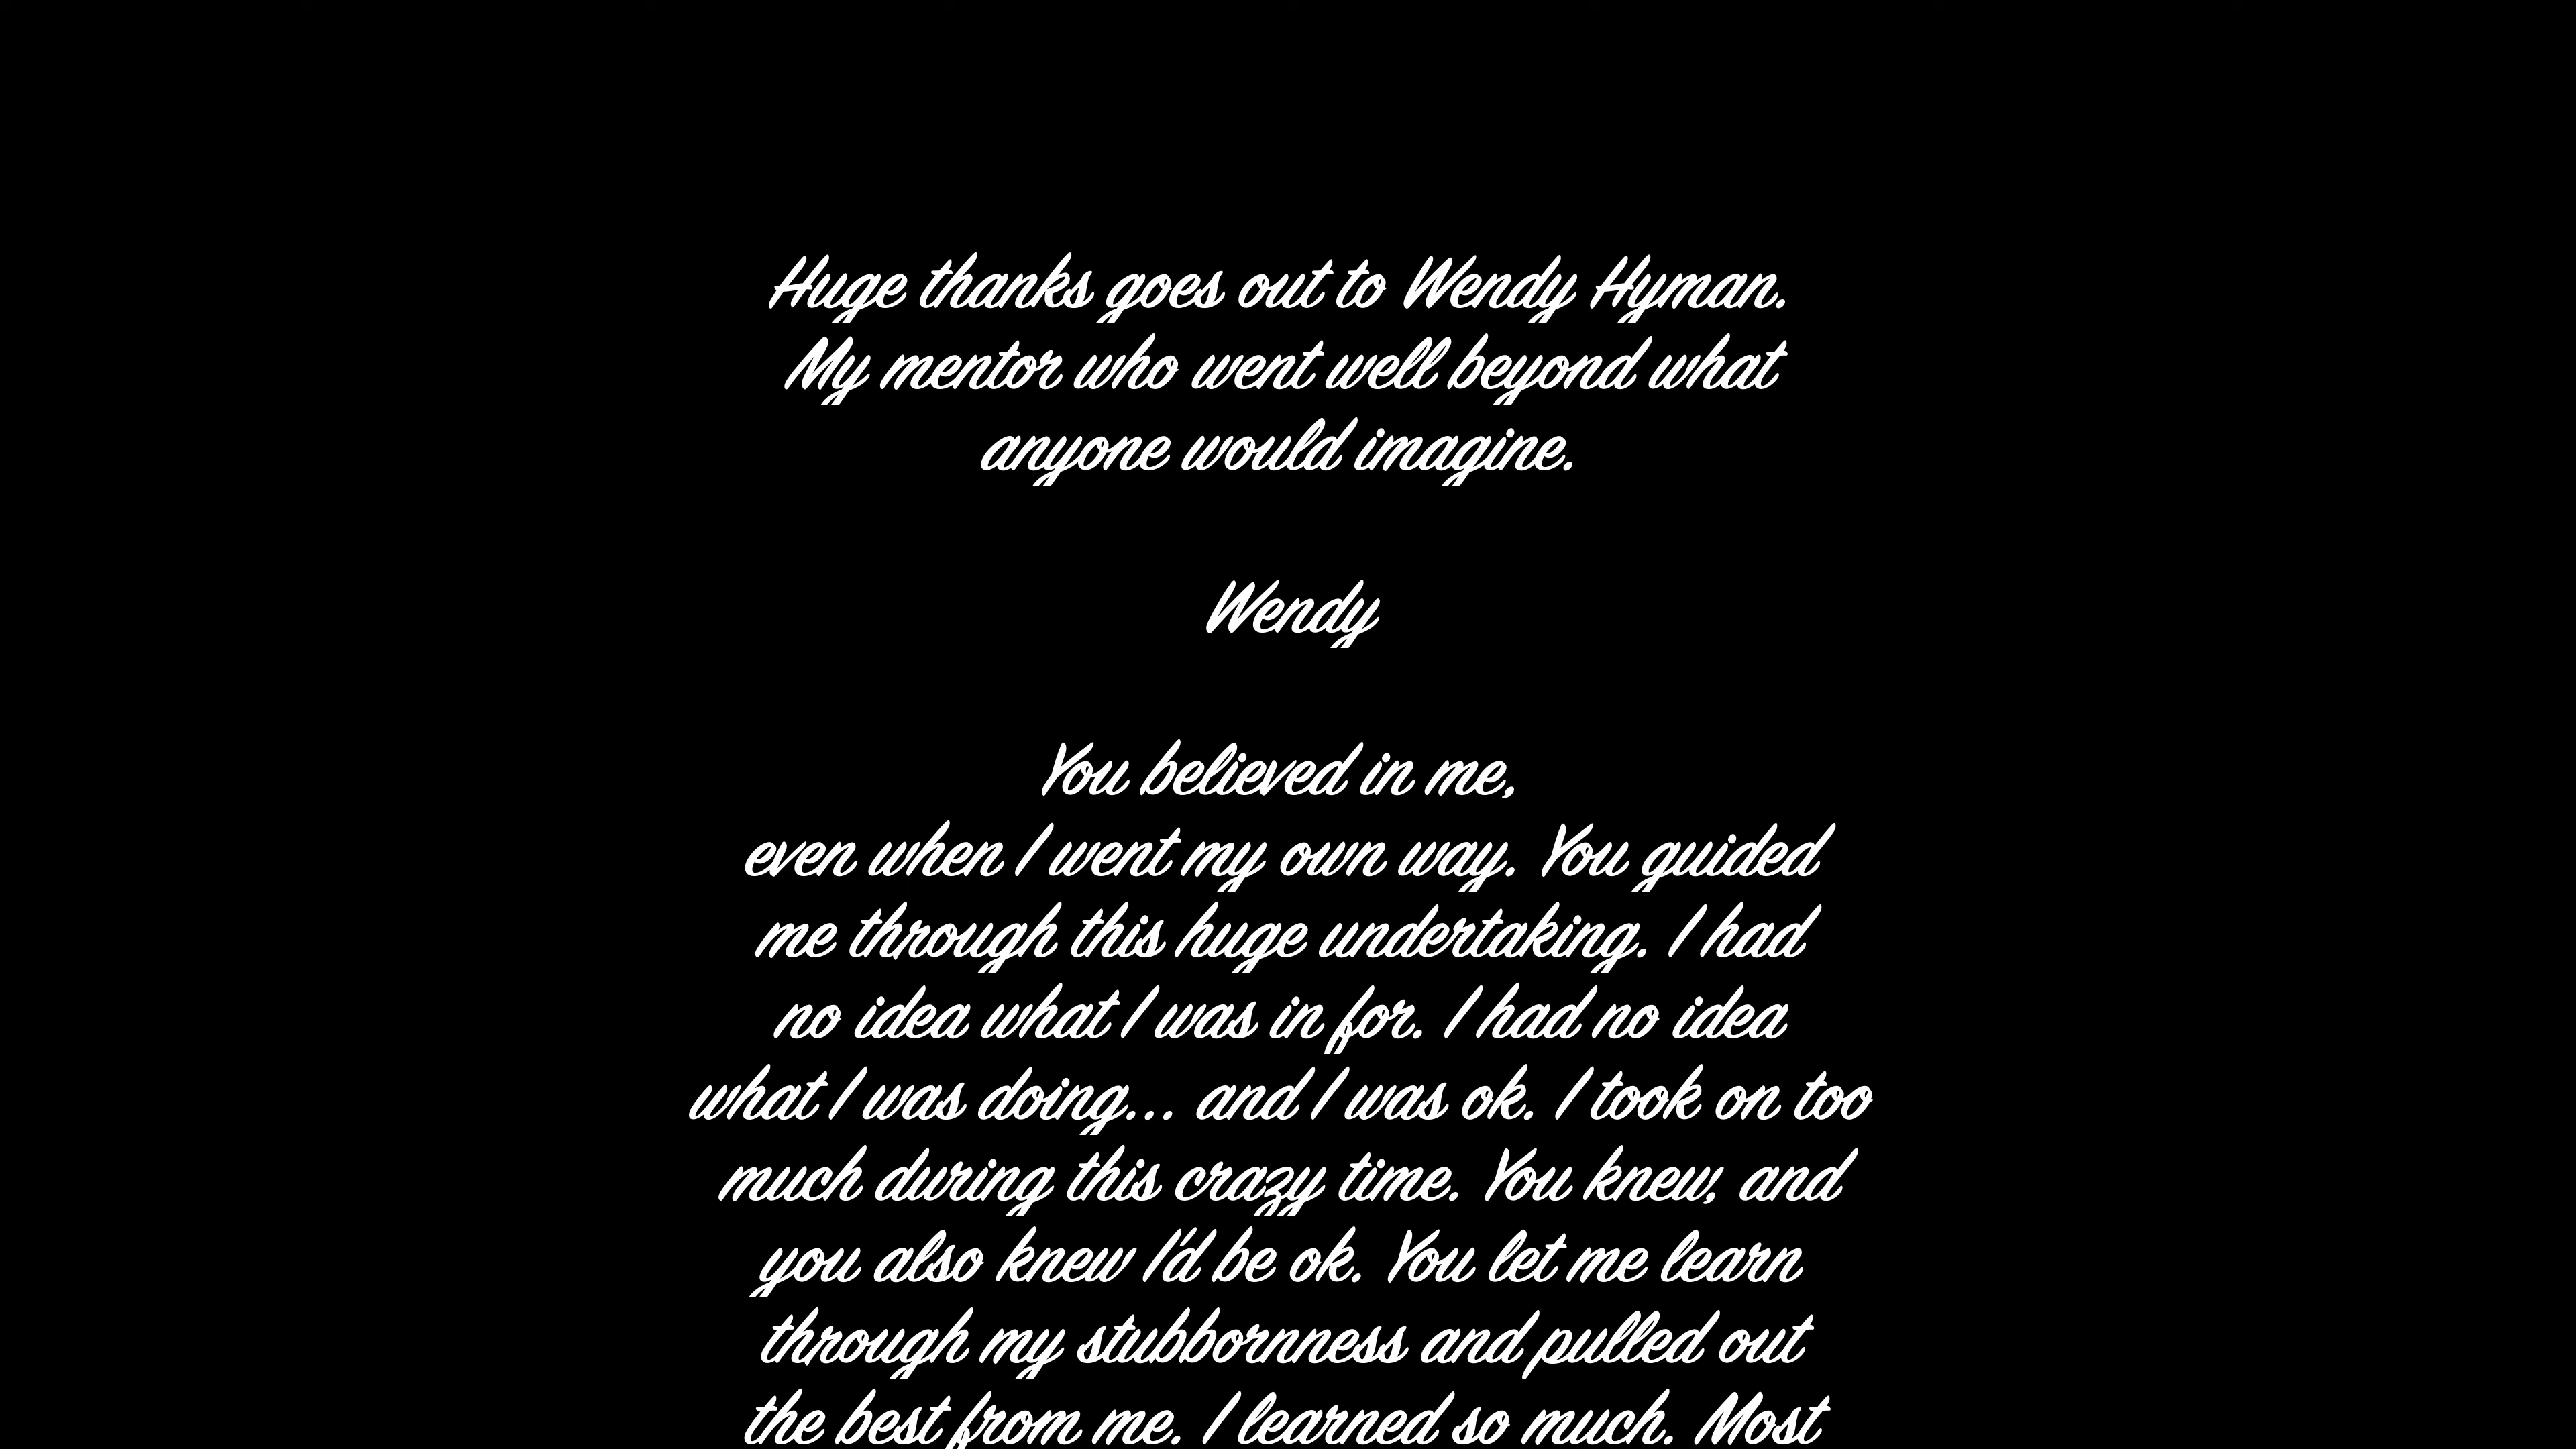 Huge thanks goes out to Wendy Hyman.
My mentor who went well beyond what
anyone would imagine.
Wendy
You believed in me,
even when I went my own way. You guided
me through this huge undertaking. I had
no idea what I was in for. I had no idea
what I was doing... and I was ok. I took on too
much during this crazy time. You knew, and
you also knew I'd be ok. You let me learn
through my stubbornness and pulled out
the best from me. I learned so much. Most